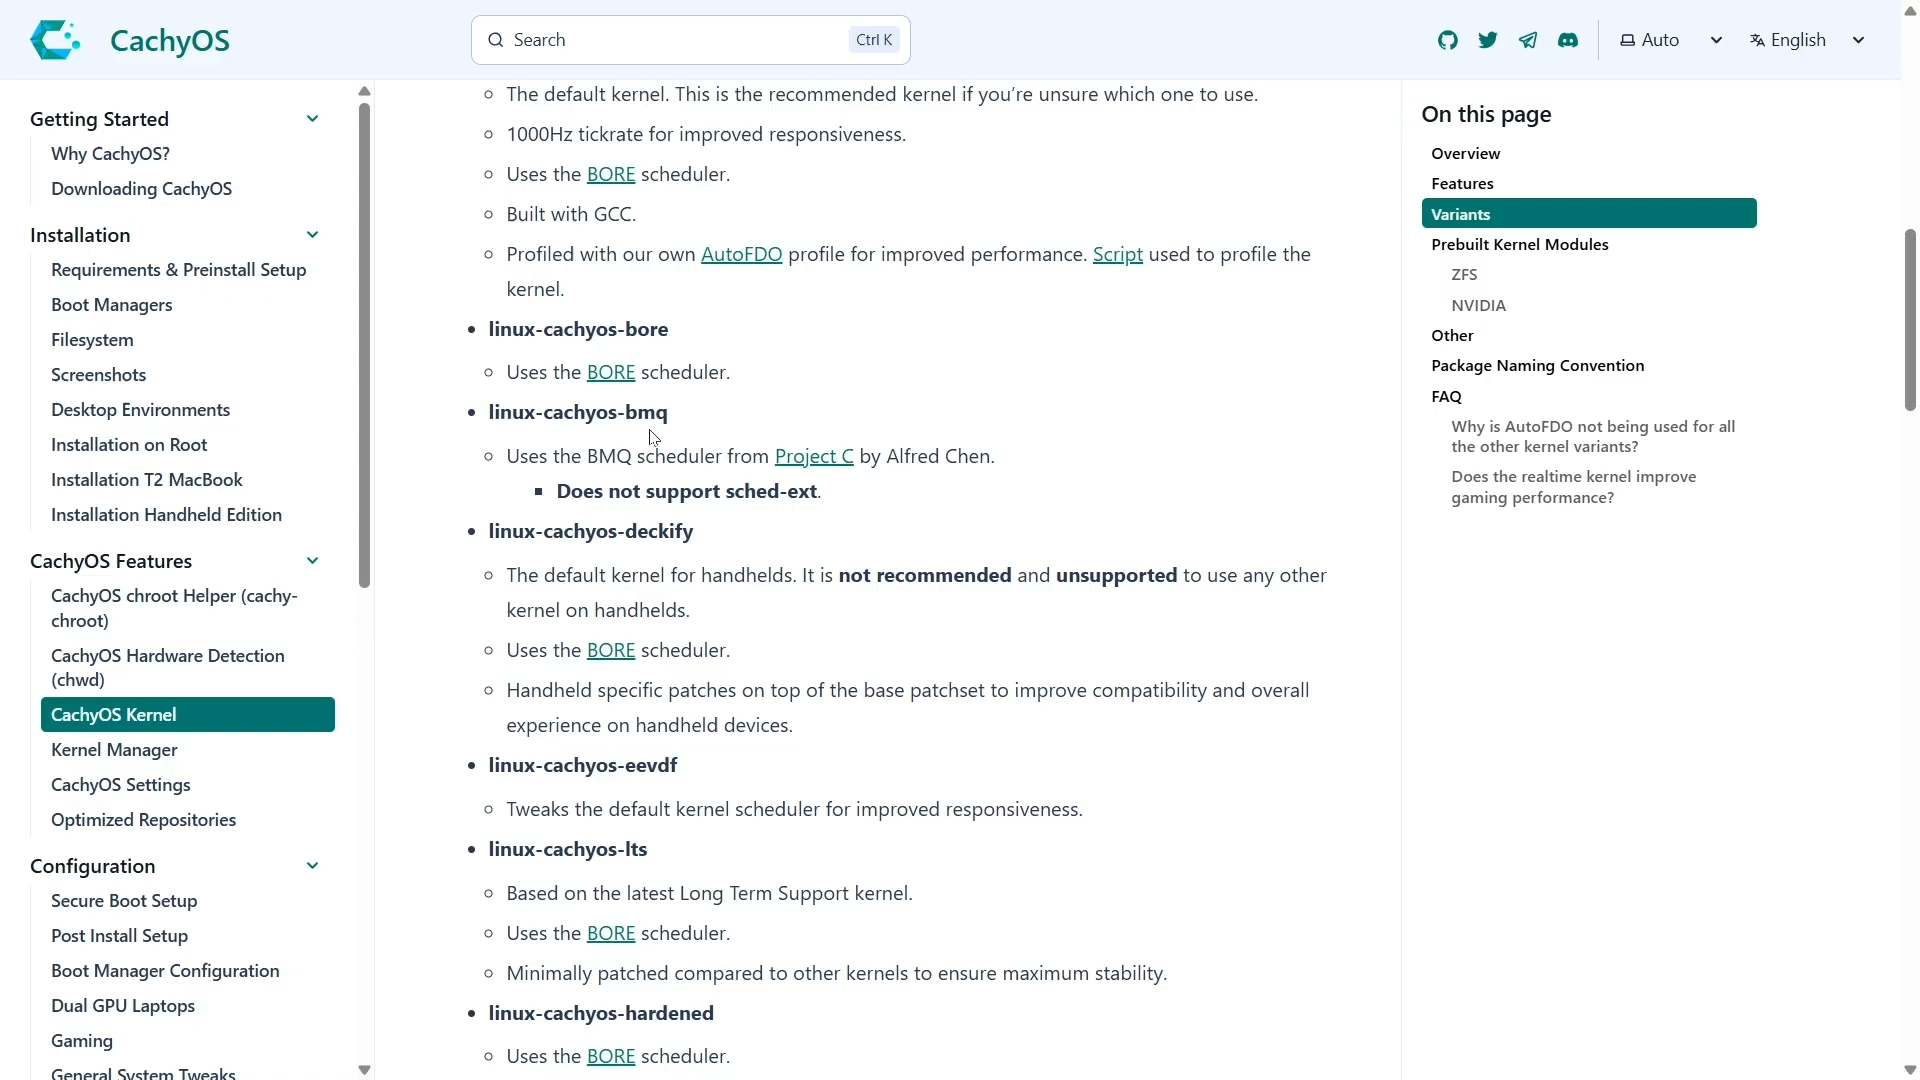 CachyOS
Search
Ctrl K
Auto
English
Getting Started
Why CachyOS?
Downloading CachyOS
Installation
Requirements & Preinstall Setup
Boot Managers
Filesystem
Screenshots
Desktop Environments
Installation on Root
Installation T2 MacBook
Installation Handheld Edition
CachyOS Features
CachyOS chroot Helper (cachy-
chroot)
CachyOS Hardware Detection
(chwd)
CachyOS Kernel
Kernel Manager
CachyOS Settings
Optimized Repositories
Configuration
Secure Boot Setup
Post Install Setup
Boot Manager Configuration
Dual GPU Laptops
Gaming
General System Tweaks
The default kernel. This is the recommended kernel if you’re unsure which one to use.
1000Hz tickrate for improved responsiveness.
Uses the BORE scheduler.
Built with GCC.
Profiled with our own AutoFDO profile for improved performance. Script used to profile the
kernel.
linux-cachyos-bore
Uses the BORE scheduler.
linux-cachyos-bmq
Uses the BMQ scheduler from Project C by Alfred Chen.
Does not support sched-ext.
linux-cachyos-deckify
The default kernel for handhelds. It is not recommended and unsupported to use any other
kernel on handhelds.
Uses the BORE scheduler.
Handheld specific patches on top of the base patchset to improve compatibility and overall
experience on handheld devices.
linux-cachyos-eevdf
Tweaks the default kernel scheduler for improved responsiveness.
linux-cachyos-lts
Based on the latest Long Term Support kernel.
Uses the BORE scheduler.
Minimally patched compared to other kernels to ensure maximum stability.
linux-cachyos-hardened
Uses the BORE scheduler.
On this page
Overview
Features
Variants
Prebuilt Kernel Modules
ZFS
NVIDIA
Other
Package Naming Convention
FAQ
Why is AutoFDO not being used for all
the other kernel variants?
Does the realtime kernel improve
gaming performance?